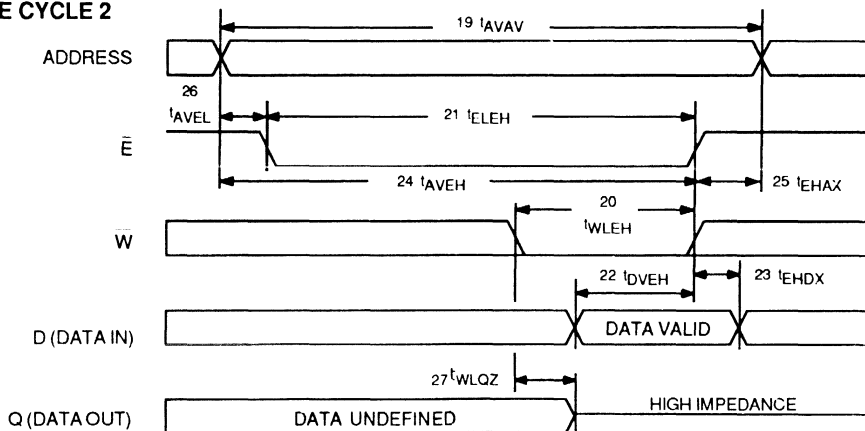 E CYCLE 2
19 tAVAV
ADDRESS
26
tAVEL
21 tELEH
E̅
24 tAVEH
25 tEHAX
20
tWLEH
W̅
22 tDVEH
23 tEHDX
D (DATA IN)
DATA VALID
27 tWLQZ
HIGH IMPEDANCE
Q (DATA OUT)
DATA UNDEFINED